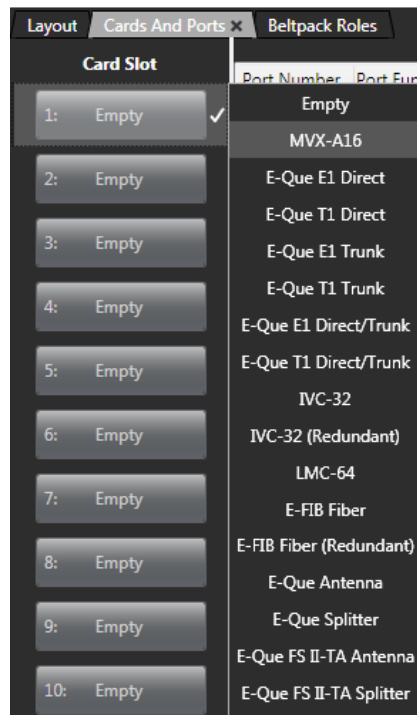 Layout Cards And Ports × Beltpack Roles
Card Slot
Port Number Port Fun
1: Empty
2: Empty
3: Empty
4: Empty
5: Empty
6: Empty
7: Empty
8: Empty
9: Empty
10: Empty
Empty
MVX-A16
E-Que E1 Direct
E-Que T1 Direct
E-Que E1 Trunk
E-Que T1 Trunk
E-Que E1 Direct/Trunk
E-Que T1 Direct/Trunk
IVC-32
IVC-32 (Redundant)
LMC-64
E-FIB Fiber
E-FIB Fiber (Redundant)
E-Que Antenna
E-Que Splitter
E-Que FS II-TA Antenna
E-Que FS II-TA Splitter